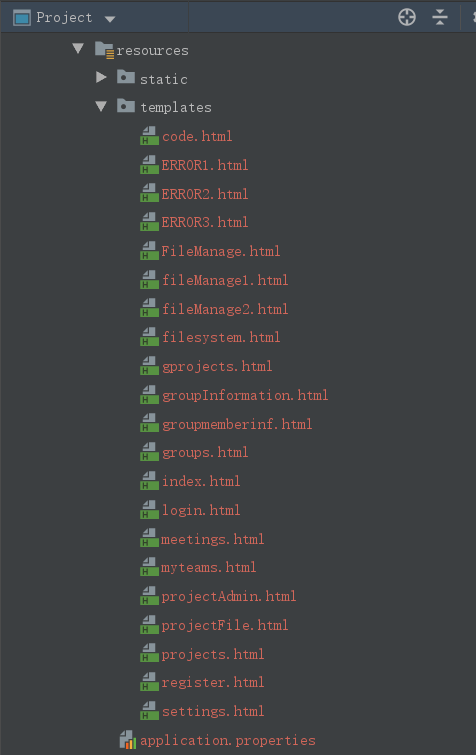 Project
resources
static
templates
code.html
ERROR1.html
ERROR2.html
ERROR3.html
FileManage.html
fileManage1.html
fileManage2.html
filesystem.html
gprojects.html
groupInformation.html
groupmemberinf.html
groups.html
index.html
login.html
meetings.html
myteams.html
projectAdmin.html
projectFile.html
projects.html
register.html
settings.html
application.properties